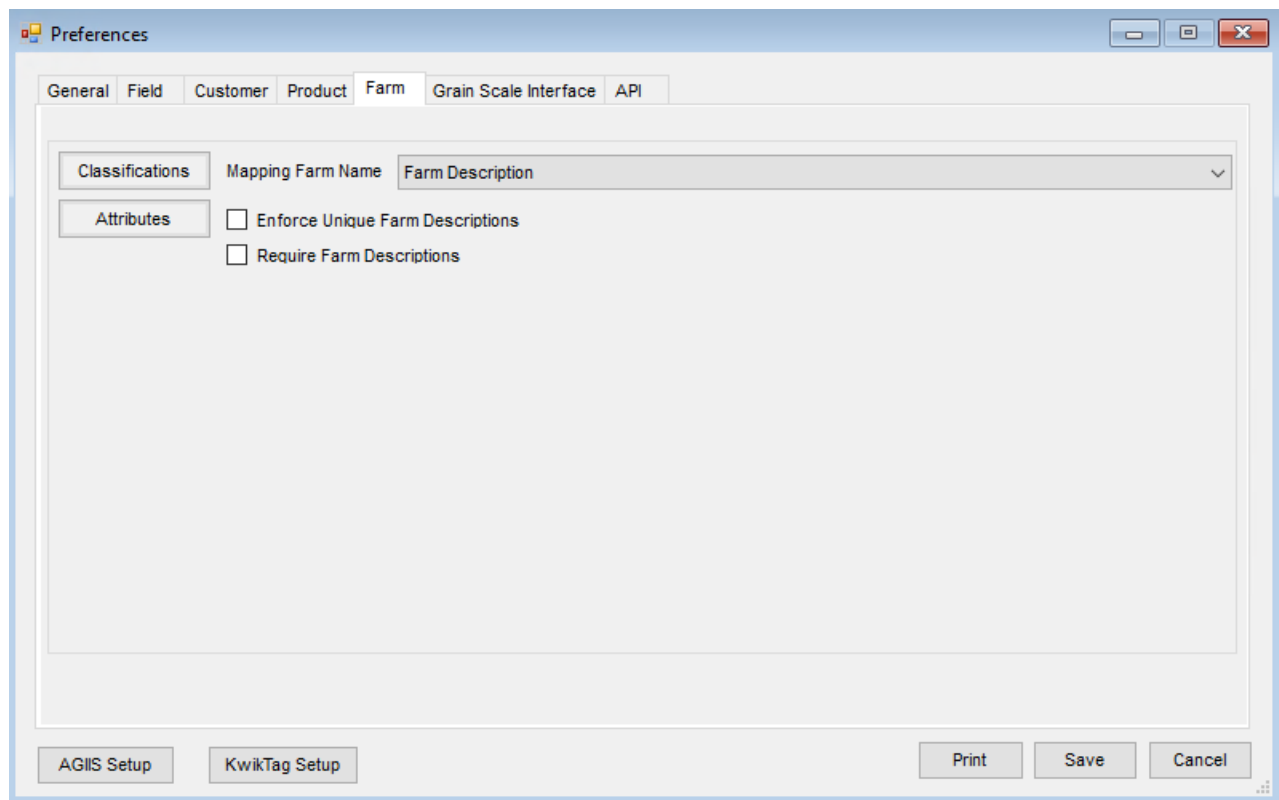 Preferences
General Field Customer Product Farm Grain Scale Interface API
Classifications Mapping Farm Name Farm Description
Attributes Enforce Unique Farm Descriptions
Require Farm Descriptions
AGIIS Setup KwikTag Setup Print Save Cancel